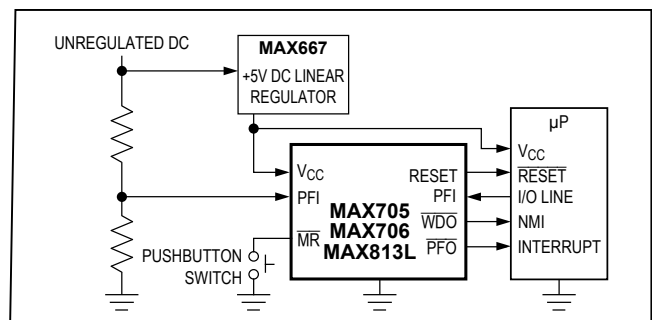 UNREGULATED DC
MAX667
+5V DC LINEAR
REGULATOR
µP
VCC
RESET
I/O LINE
NMI
INTERRUPT
VCC
PFI
MR
RESET
PFI
WDO
PFO
MAX705
MAX706
MAX813L
PUSHBUTTON
SWITCH